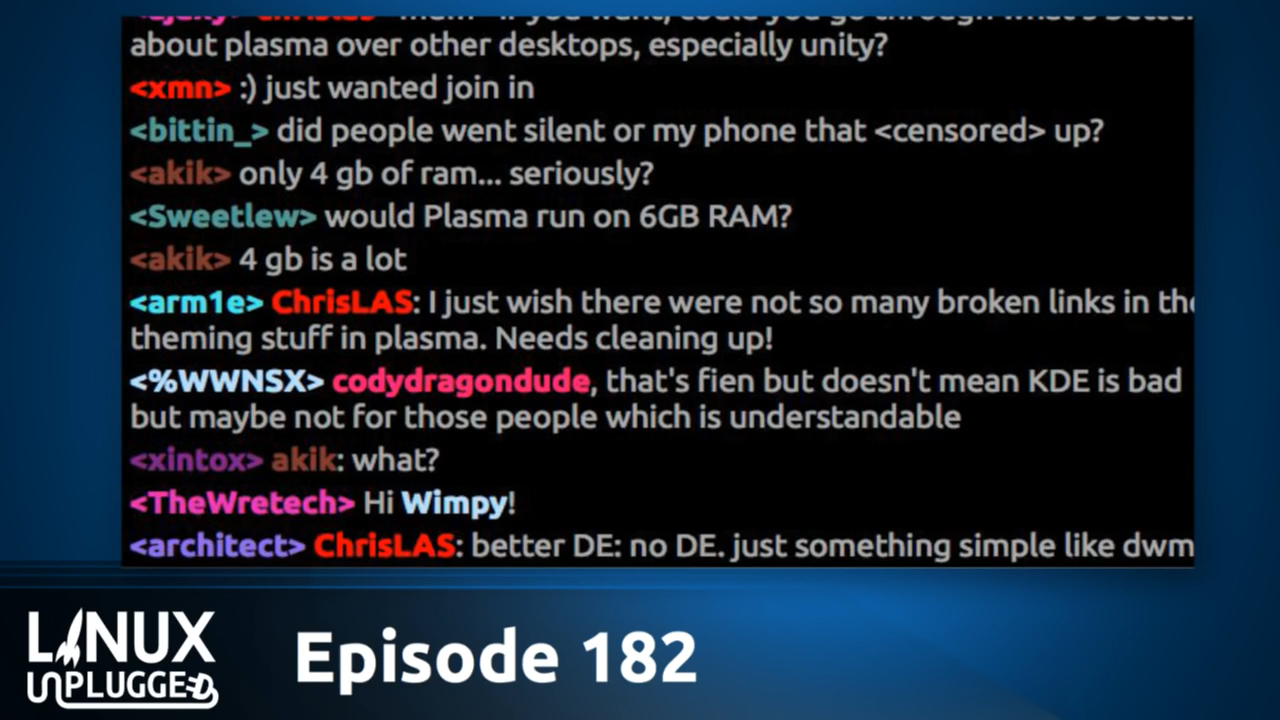 about plasma over other desktops, especially unity?
<xmn> :) just wanted join in
<bittin_> did people went silent or my phone that <censored> up?
<akik> only 4 gb of ram... seriously?
<Sweetlew> would Plasma run on 6GB RAM?
<akik> 4 gb is a lot
<arm1e> ChrisLAS: I just wish there were not so many broken links in the
theming stuff in plasma. Needs cleaning up!
<%WWNSX> codydragondude, that's fien but doesn't mean KDE is bad
but maybe not for those people which is understandable
<xintox> akik: what?
<TheWretech> Hi Wimpy!
<architect> ChrisLAS: better DE: no DE. just something simple like dwm
LINUX
UNPLUGGED
Episode 182